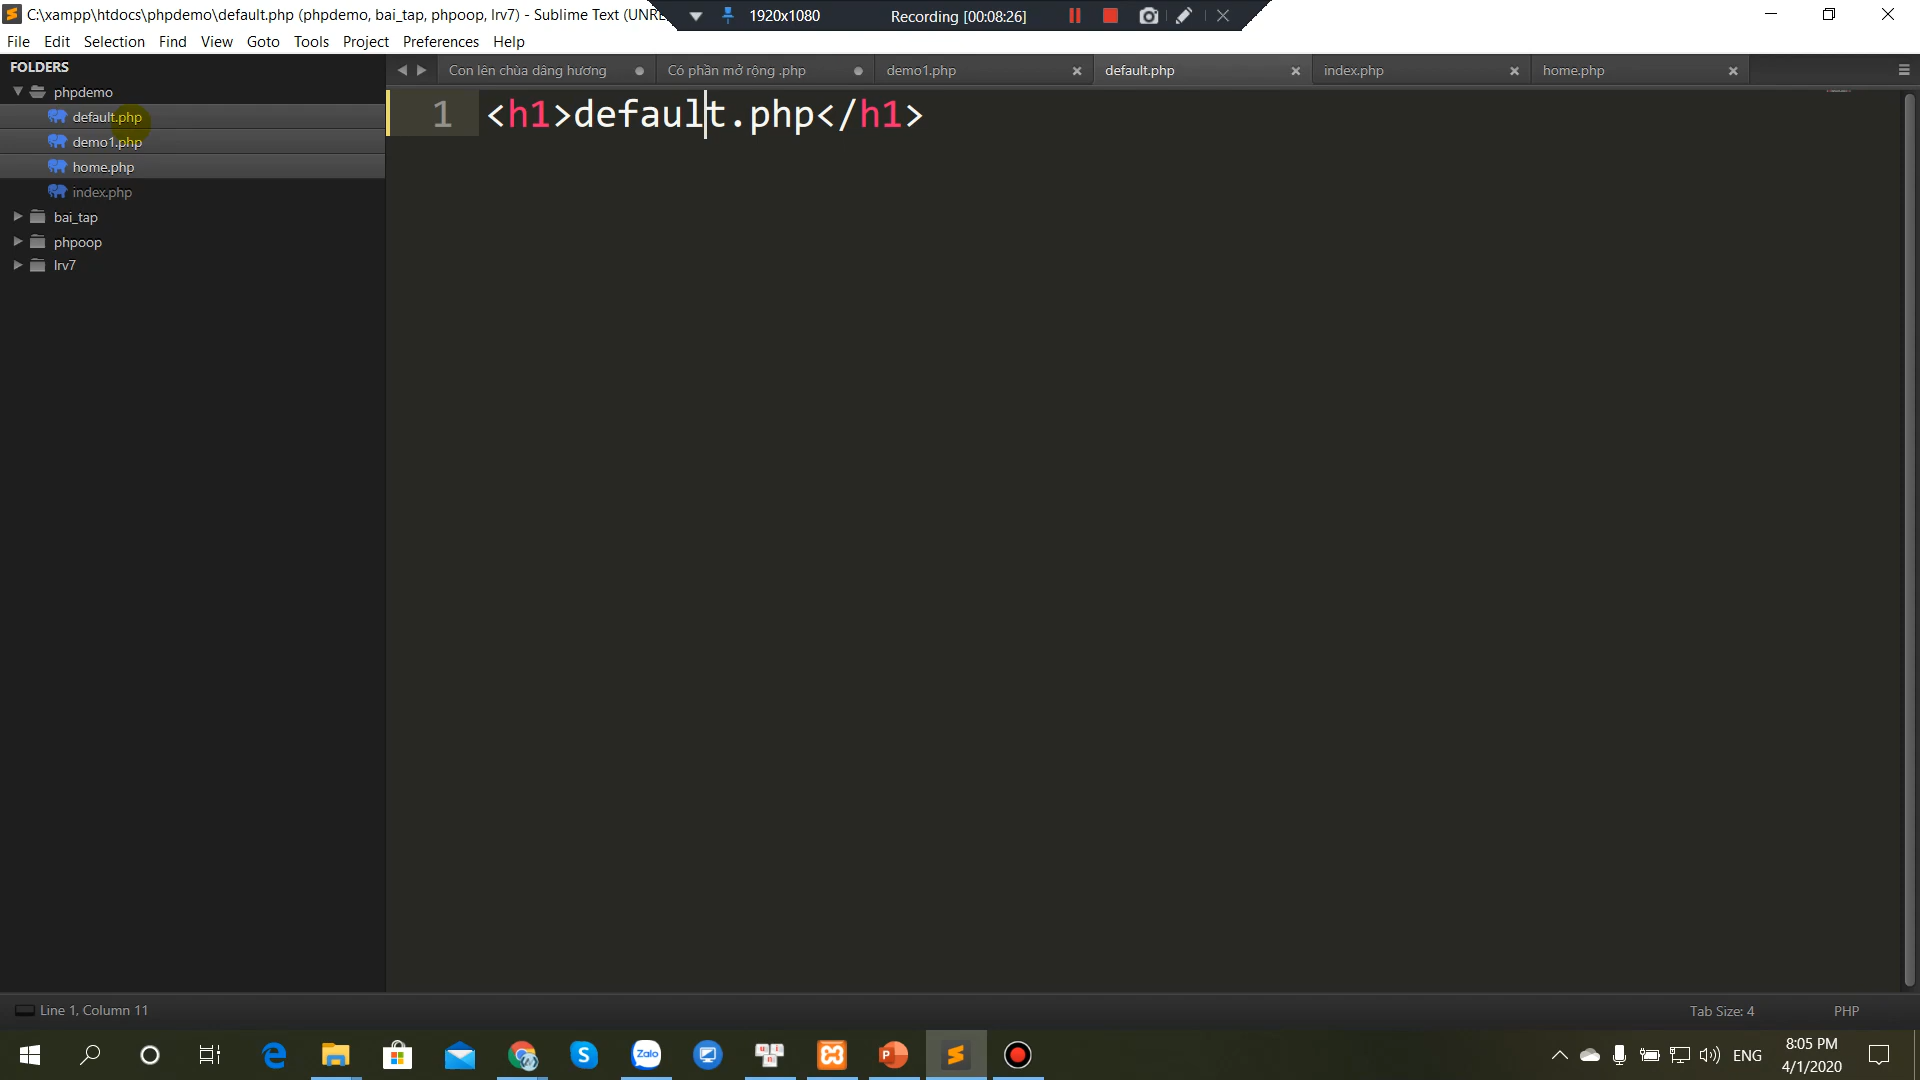 C:\xampp\htdocs\phpdemo\default.php (phpdemo, bai_tap, phpoop, lrv7) - Sublime Text (UNRE
1920x1080
Recording [00:08:26]
File Edit Selection Find View Goto Tools Project Preferences Help
FOLDERS
phpdemo
default.php
demo1.php
home.php
index.php
bai_tap
phpoop
lrv7
Con lên chùa dâng hương
Có phần mở rộng .php
demo1.php
default.php
index.php
home.php
1 <h1>default.php</h1>
Line 1, Column 11
Tab Size: 4
PHP
Zalo
ENG
8:05 PM
4/1/2020